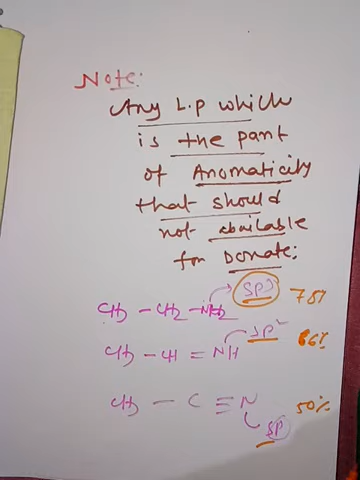 Note:
Any L.P which
is the part
of Aromaticity
that should
not available
for Donate:
CH3 - CH2 - NH2 SP3 75%
CH3 - CH = NH SP2 66%
CH3 - C ≡ N 50%
SP